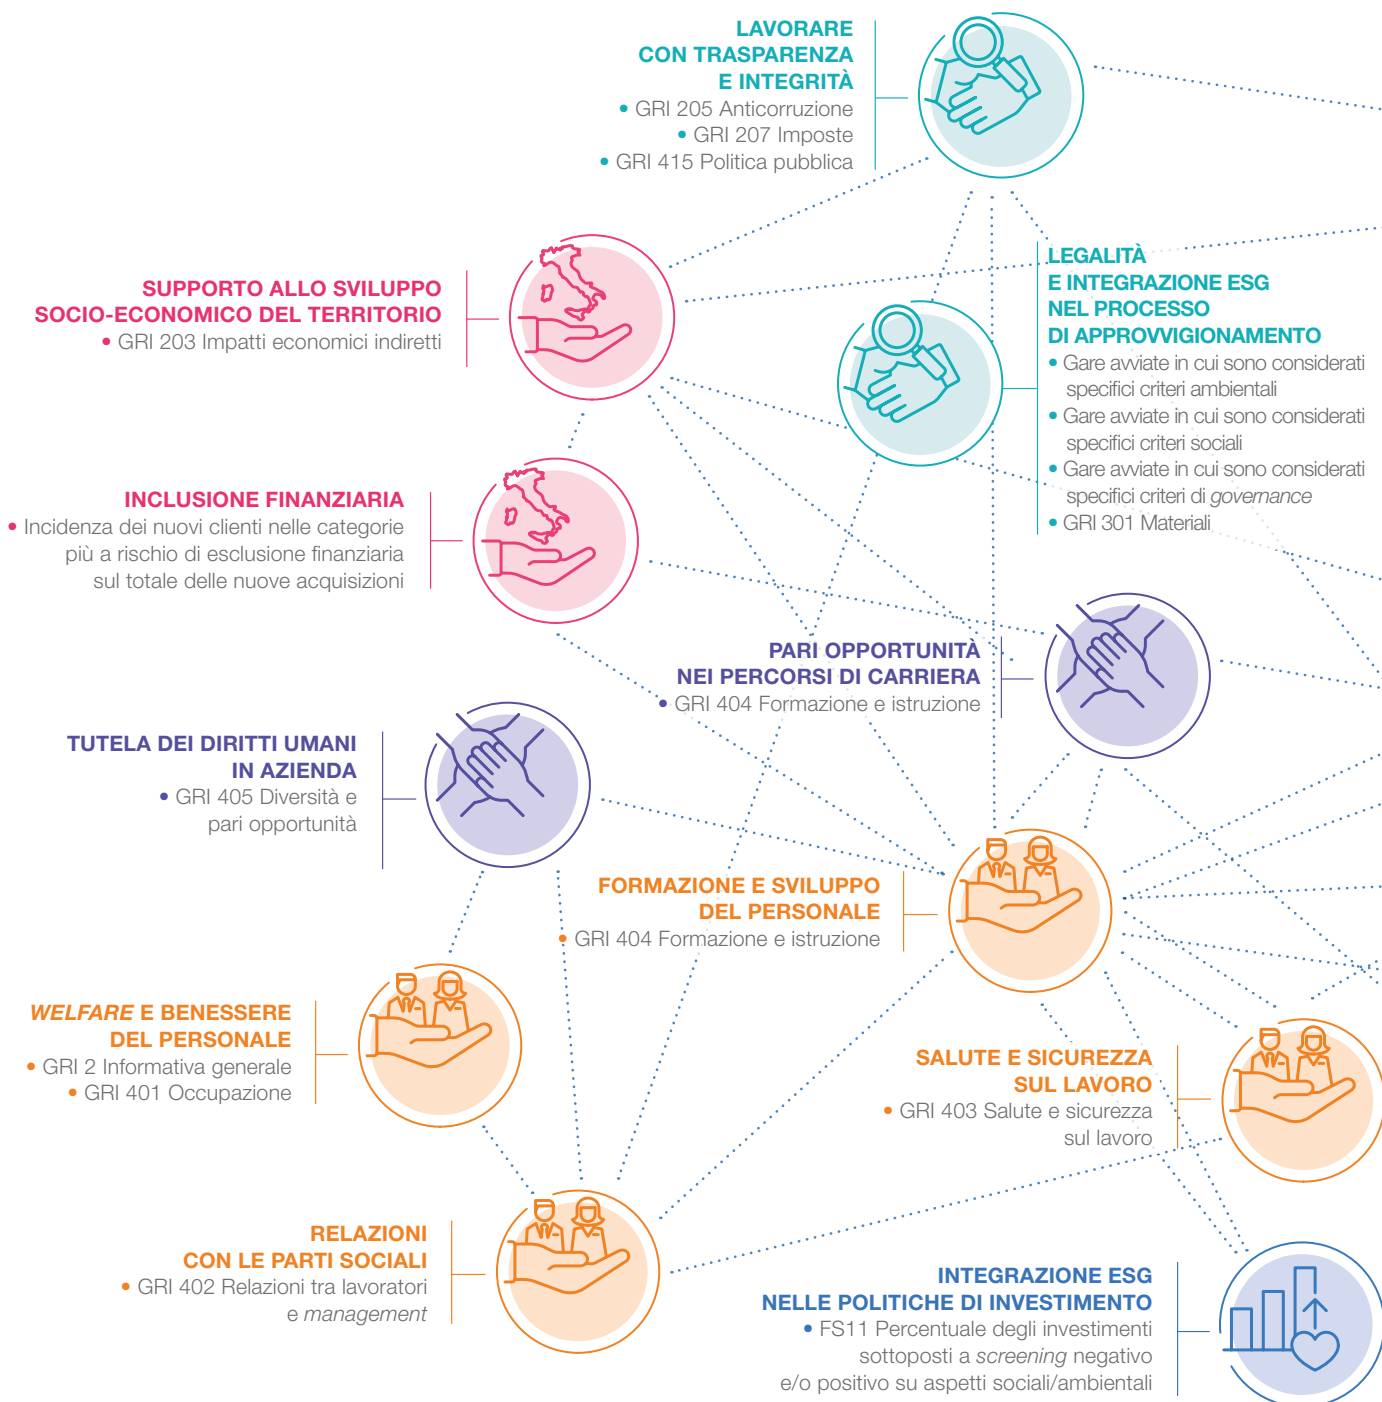 LAVORARE
CON TRASPARENZA
E INTEGRITÀ
• GRI 205 Anticorruzione
• GRI 207 Imposte
• GRI 415 Politica pubblica
SUPPORTO ALLO SVILUPPO
SOCIO-ECONOMICO DEL TERRITORIO
• GRI 203 Impatti economici indiretti
LEGALITÀ
E INTEGRAZIONE ESG
NEL PROCESSO
DI APPROVVIGIONAMENTO
• Gare avviate in cui sono considerati
specifici criteri ambientali
• Gare avviate in cui sono considerati
specifici criteri sociali
• Gare avviate in cui sono considerati
specifici criteri di governance
• GRI 301 Materiali
INCLUSIONE FINANZIARIA
• Incidenza dei nuovi clienti nelle categorie
più a rischio di esclusione finanziaria
sul totale delle nuove acquisizioni
PARI OPPORTUNITÀ
NEI PERCORSI DI CARRIERA
• GRI 404 Formazione e istruzione
TUTELA DEI DIRITTI UMANI
IN AZIENDA
• GRI 405 Diversità e
pari opportunità
FORMAZIONE E SVILUPPO
DEL PERSONALE
• GRI 404 Formazione e istruzione
WELFARE E BENESSERE
DEL PERSONALE
• GRI 2 Informativa generale
• GRI 401 Occupazione
SALUTE E SICUREZZA
SUL LAVORO
• GRI 403 Salute e sicurezza
sul lavoro
RELAZIONI
CON LE PARTI SOCIALI
• GRI 402 Relazioni tra lavoratori
e management
INTEGRAZIONE ESG
NELLE POLITICHE DI INVESTIMENTO
• FS11 Percentuale degli investimenti
sottoposti a screening negativo
e/o positivo su aspetti sociali/ambientali